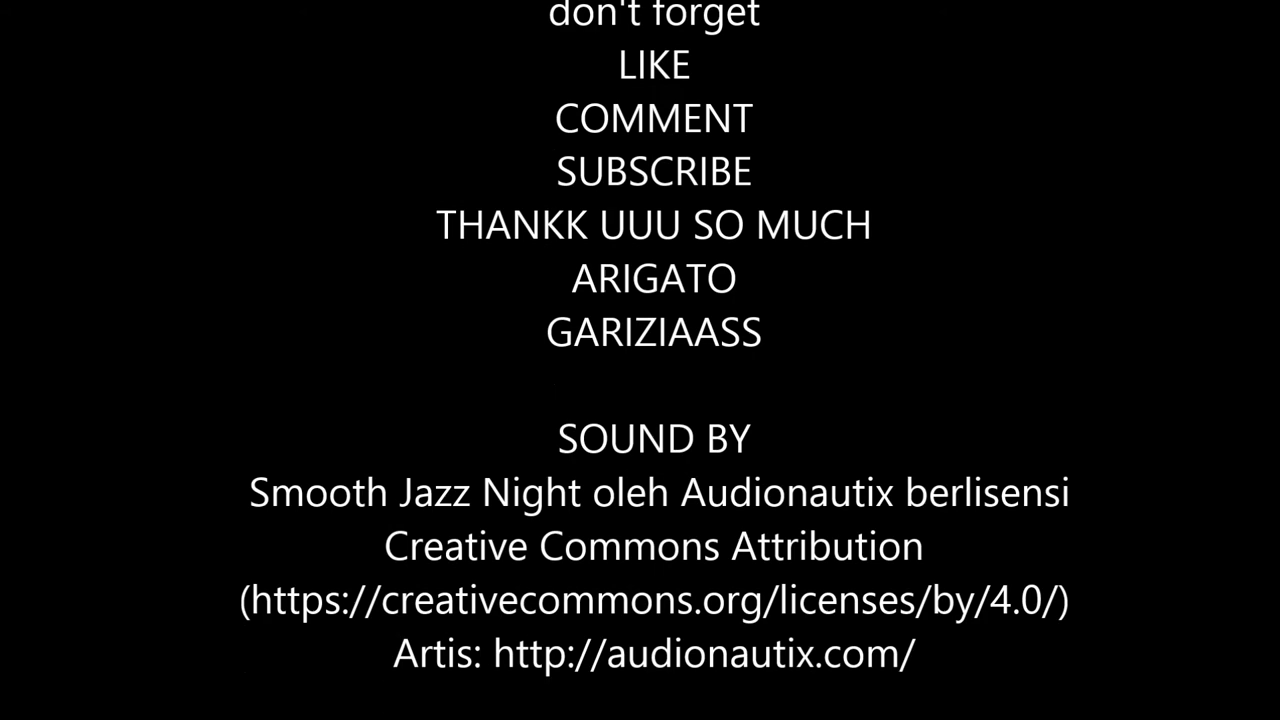 don't forget
LIKE
COMMENT
SUBSCRIBE
THANKK UUU SO MUCH
ARIGATO
GARIZIAASS
SOUND BY
Smooth Jazz Night oleh Audionautix berlisensi
Creative Commons Attribution
(https://creativecommons.org/licenses/by/4.0/)
Artis: http://audionautix.com/